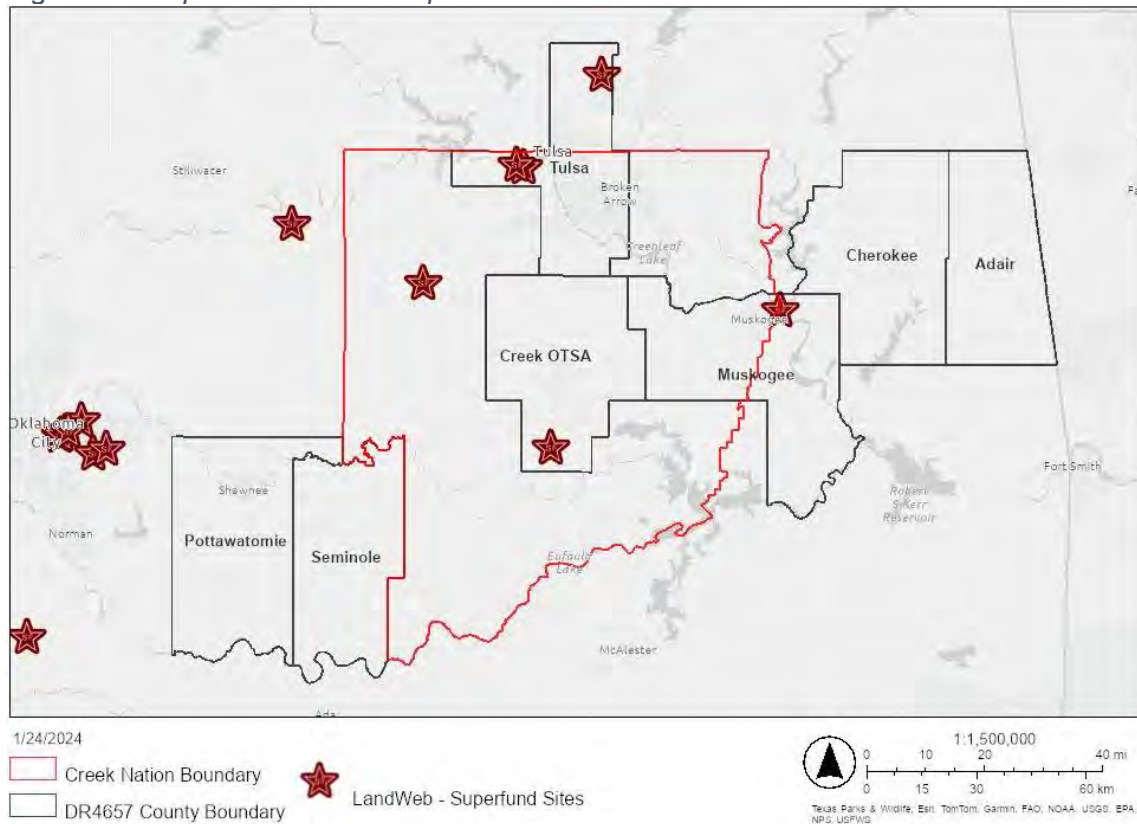 Tulsa
Tulsa
Stillwater
Broken
Arrow
Greenleaf
Lake
Cherokee
Adair
Muskogee
Creek OTSA
Muskogee
Oklahoma
City
Shawnee
Fort Smith
Robert
S Kerr
Reservoir
Norman
Pottawatomie
Seminole
Eufaula
Lake
McAlester
1/24/2024
Creek Nation Boundary
DR4657 County Boundary
LandWeb - Superfund Sites
1:1,500,000
0 10 20 40 mi
0 15 30 60 km
Texas Parks & Wildlife, Esri, TomTom, Garmin, FAO, NOAA, USGS, EPA,
NPS, USFWS